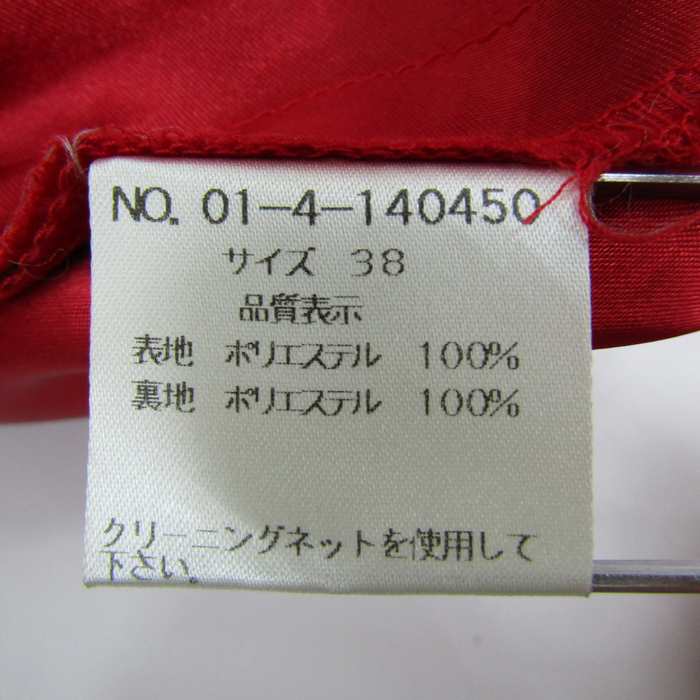 NO. 01-4-140450
サイズ 38
品質表示
表地 ポリエステル 100%
裏地 ポリエステル 100%
クリーニングネットを使用して
下さい。